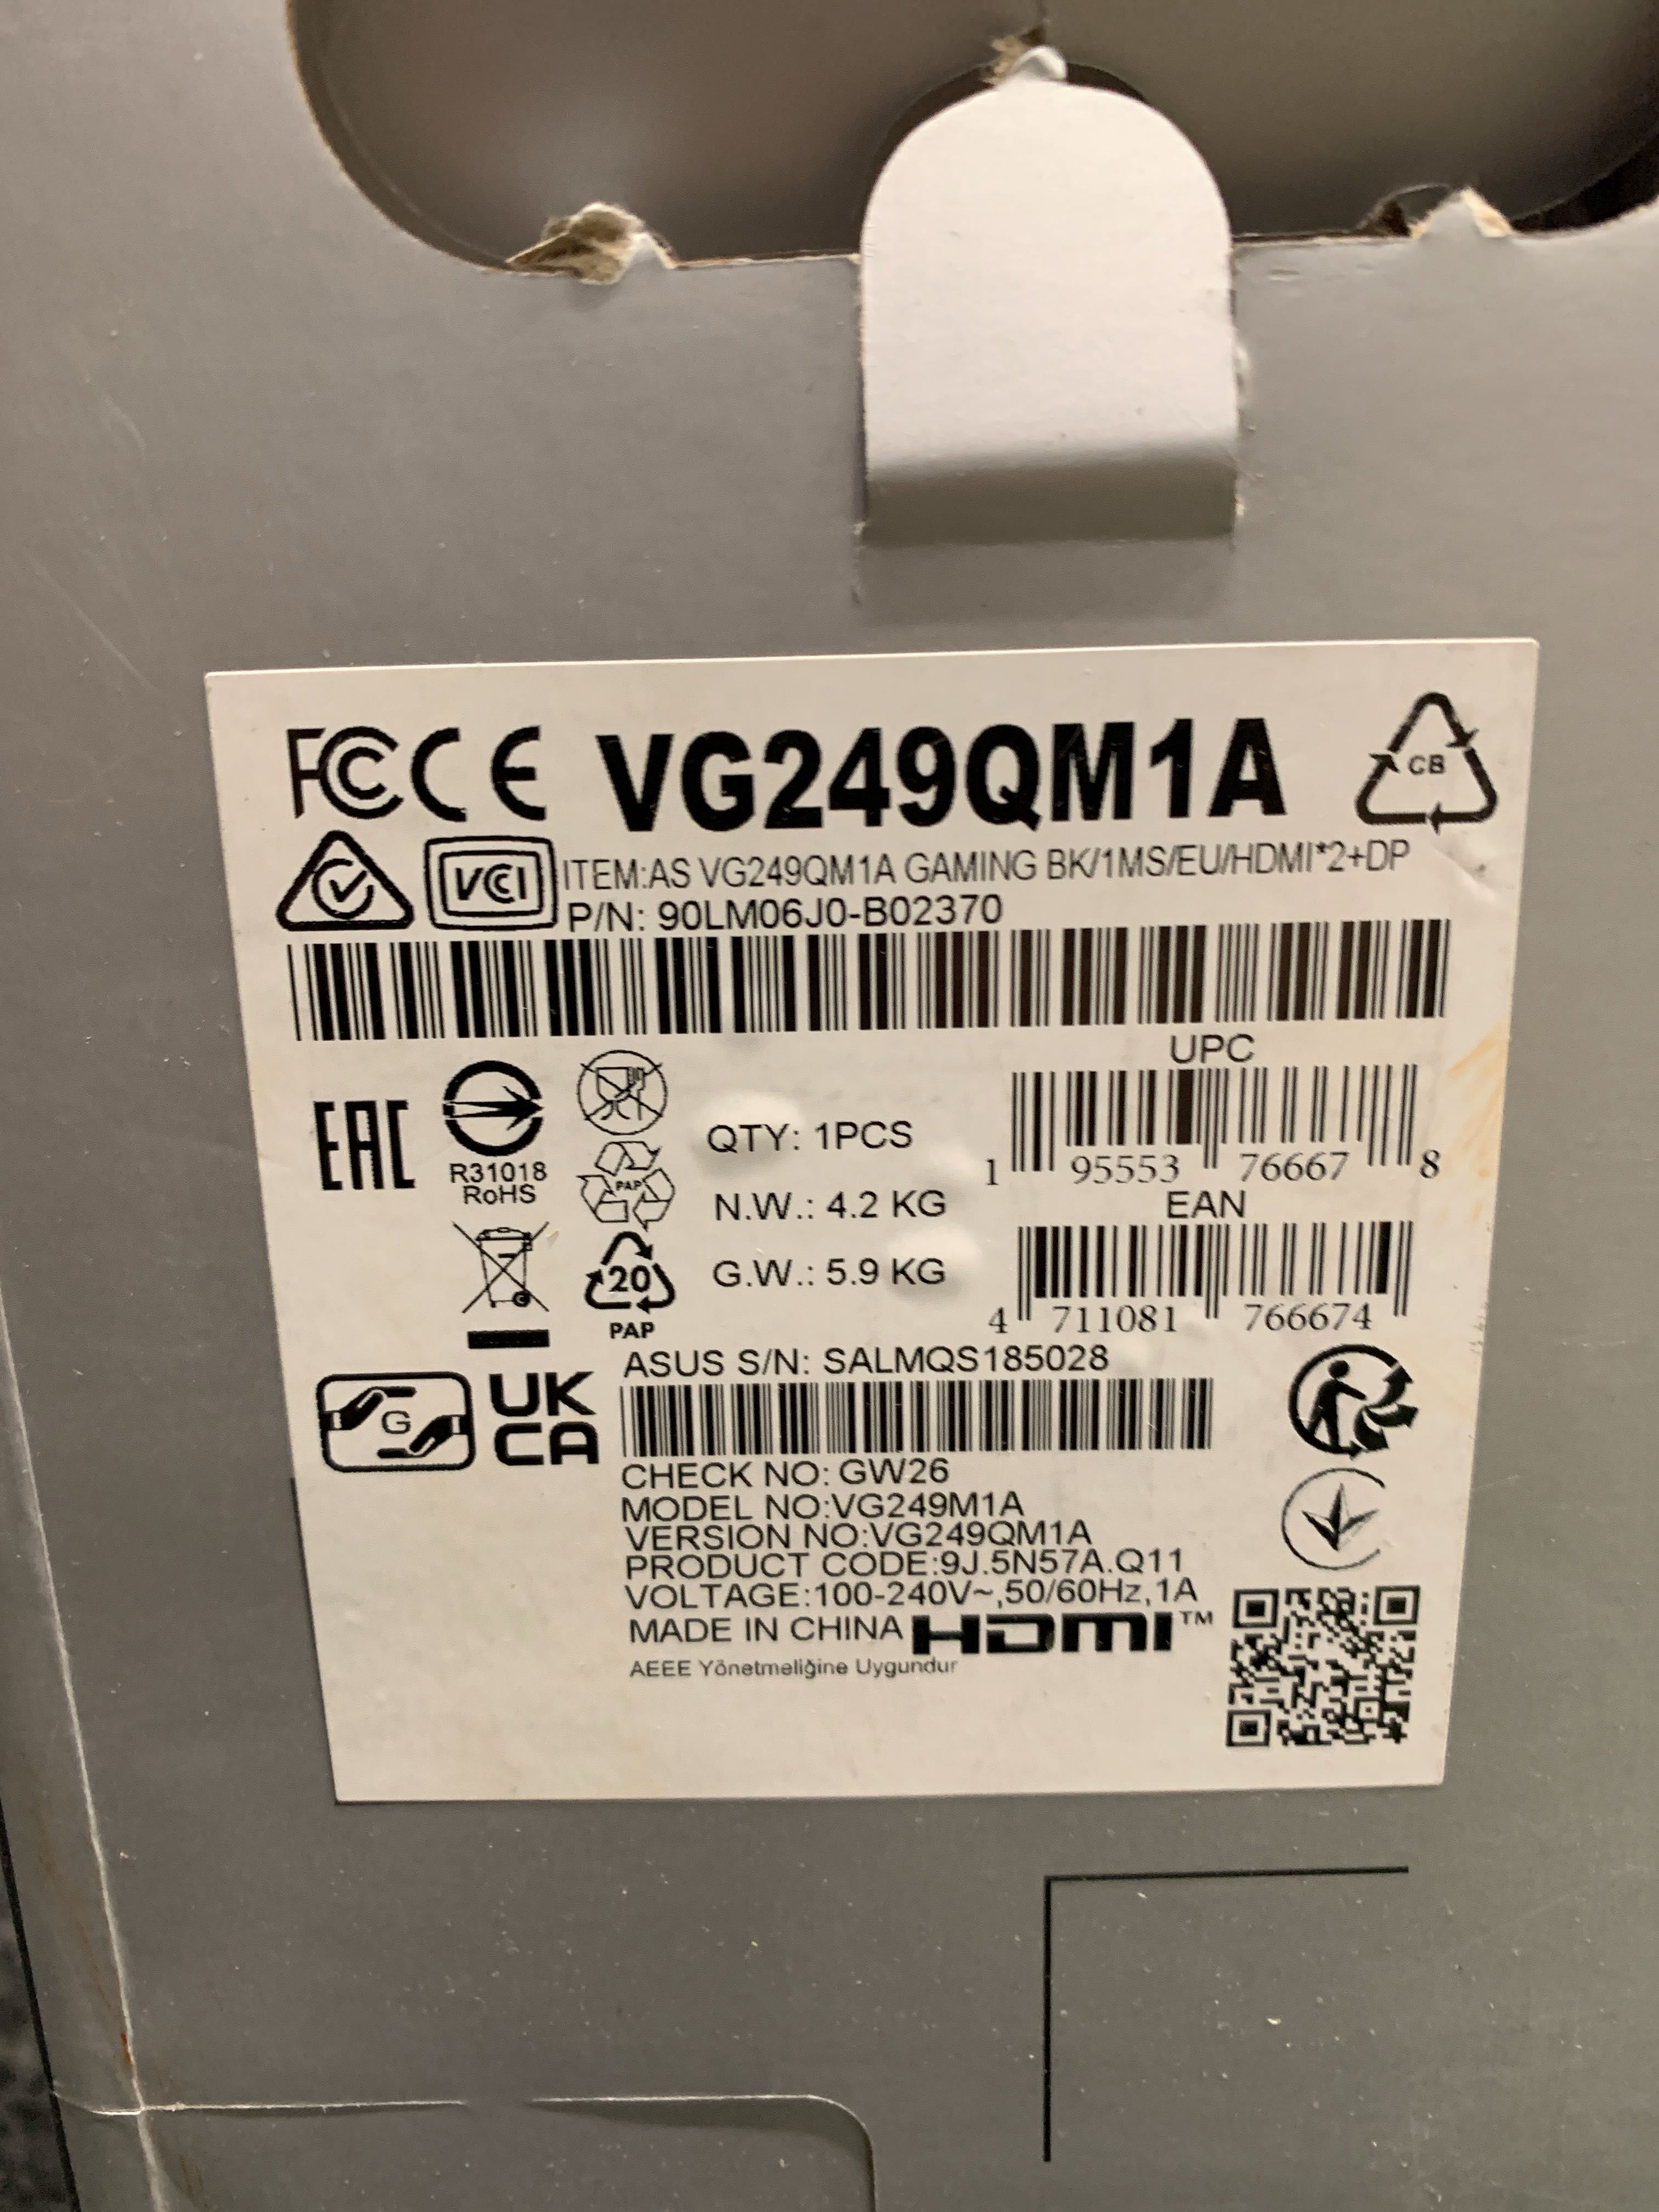 FC CE VG249QM1A CB
VCCI ITEM:AS VG249QM1A GAMING BK/1MS/EU/HDMI*2+DP
P/N: 90LM06J0-B02370
UPC
1 95553 76667 8
EAC
R31018
RoHS
PAP
QTY: 1PCS
N.W.: 4.2 KG
G.W.: 5.9 KG
EAN
4 711081 766674
20
PAP
ASUS S/N: SALMQS185028
G
UK
CA
CHECK NO: GW26
MODEL NO:VG249M1A
VERSION NO:VG249QM1A
PRODUCT CODE:9J.5N57A.Q11
VOLTAGE:100-240V~,50/60Hz,1A
MADE IN CHINA HDMI™
AEEE Yönetmeliğine Uygundur